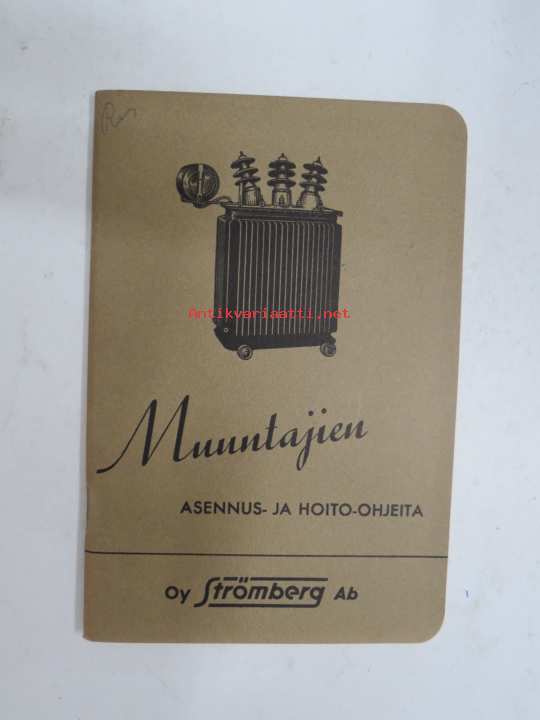 Antikvariaatti.net
Muuntajien
ASENNUS- JA HOITO-OHJEITA
Oy Strömberg Ab